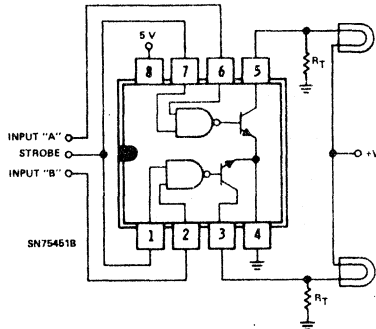 5 V
8 7 6 5
R_T
INPUT "A"
STROBE
INPUT "B"
+V
SN75451B
1 2 3 4
R_T